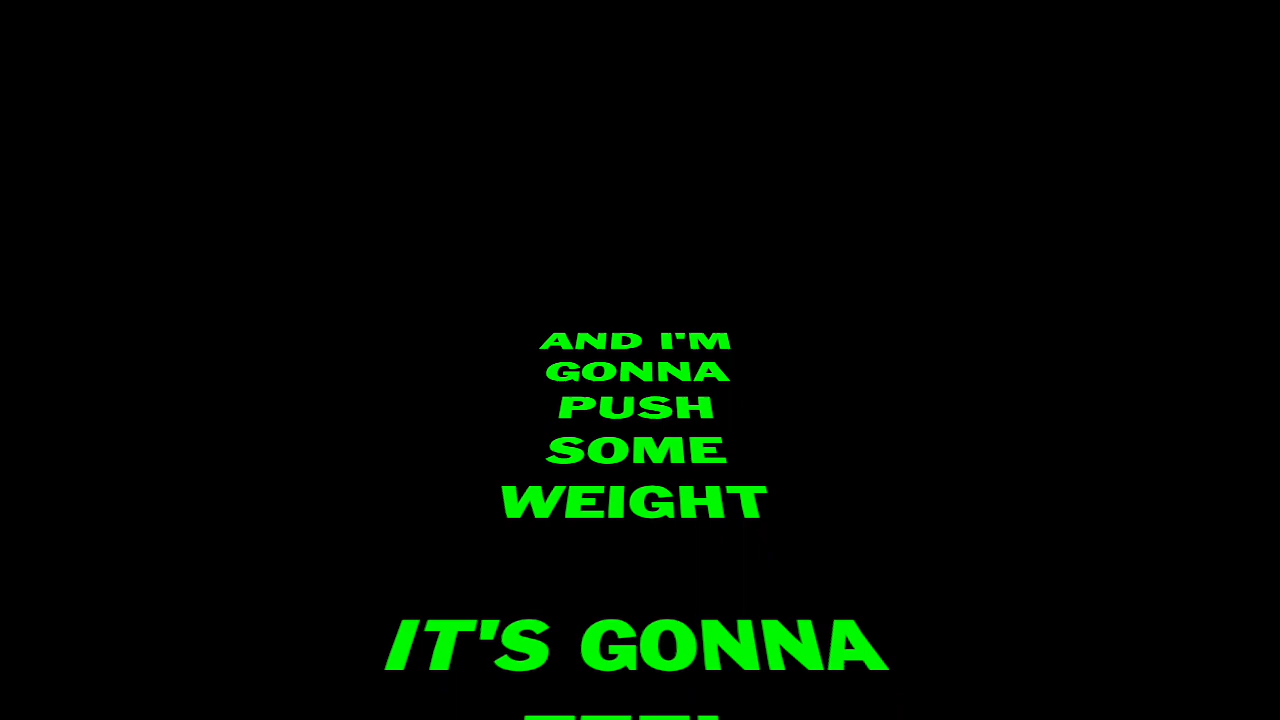 AND I'M
GONNA
PUSH
SOME
WEIGHT
IT'S GONNA